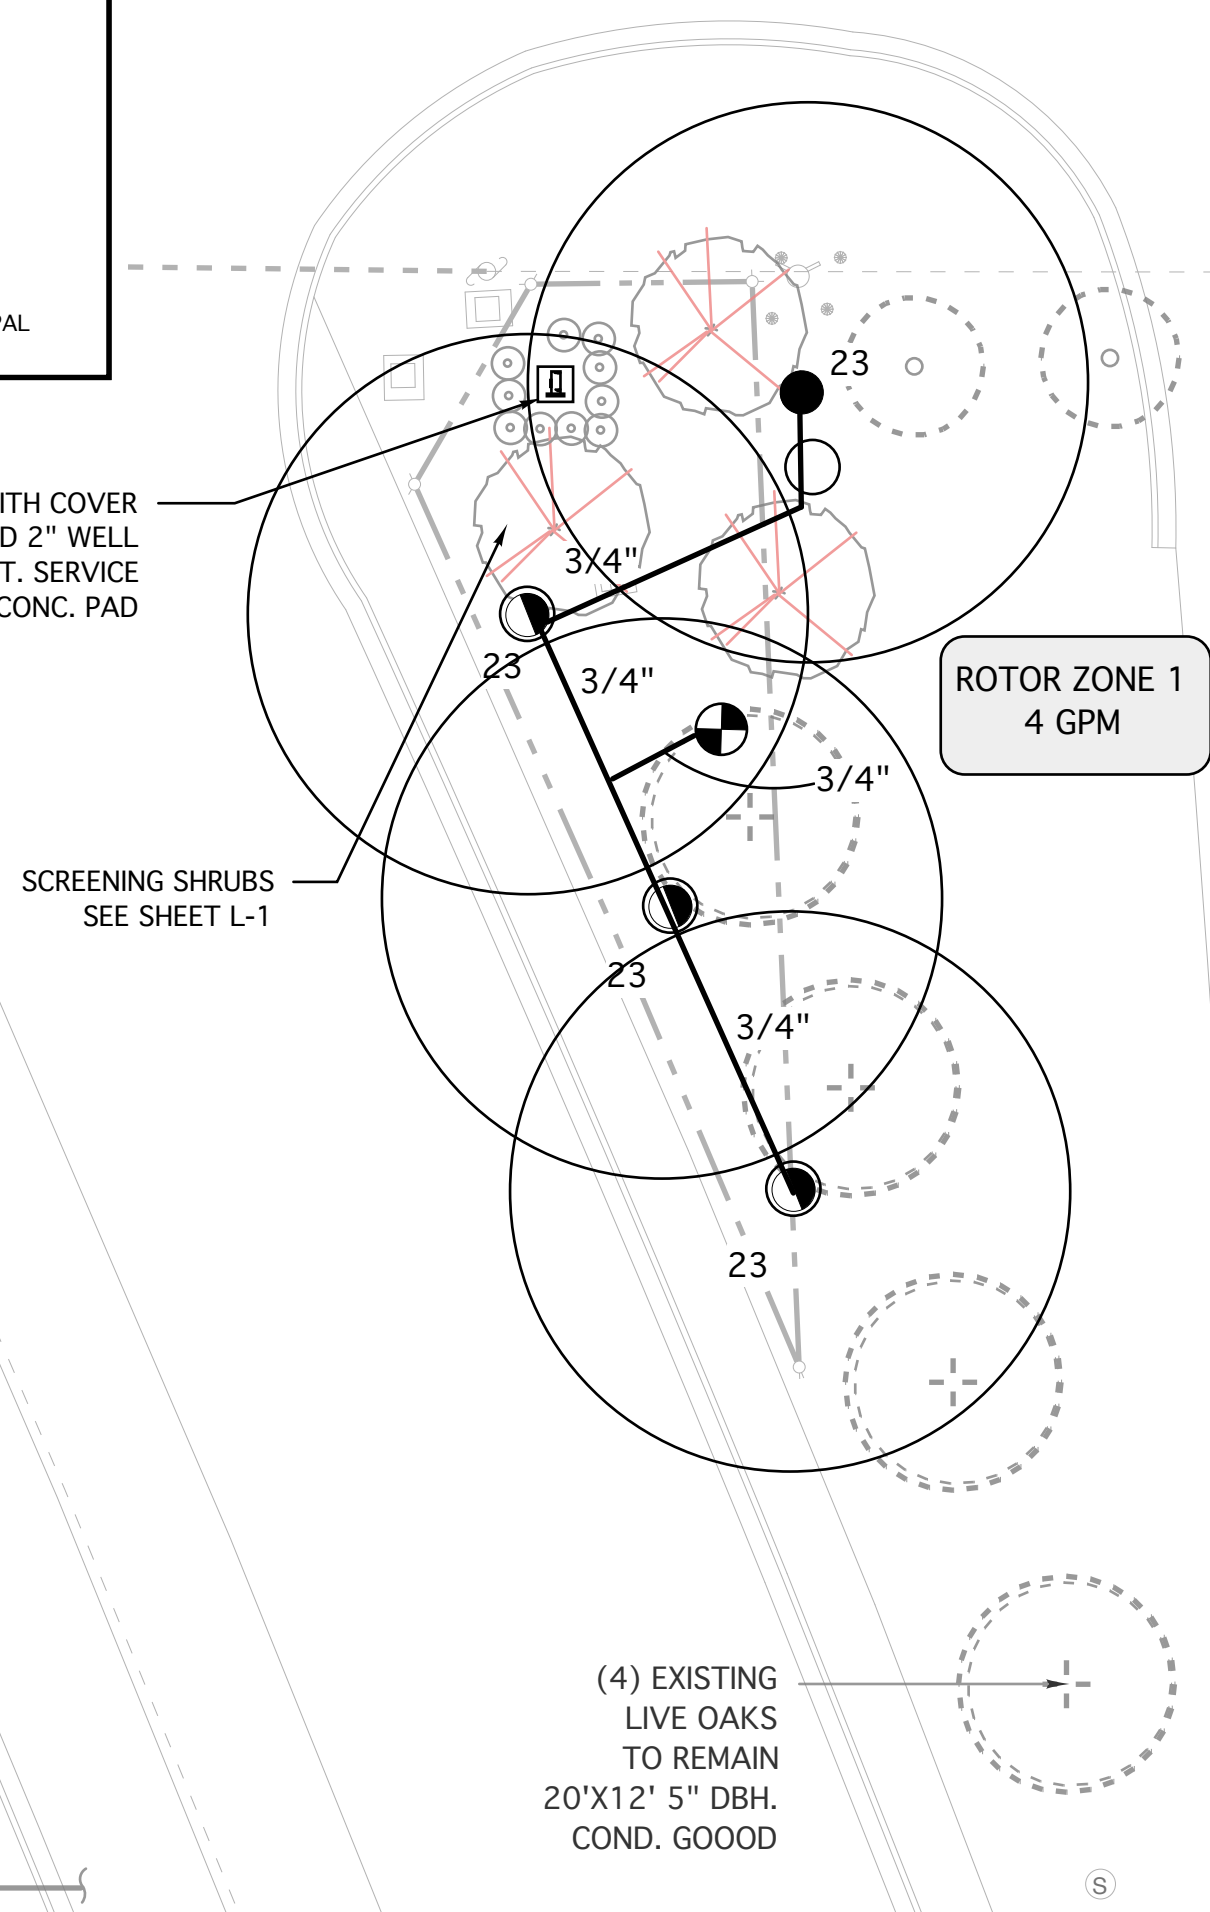 PAL
23
ITH COVER
D 2" WELL
T. SERVICE
CONC. PAD
3/4"
23
3/4"
ROTOR ZONE 1
4 GPM
3/4"
SCREENING SHRUBS
SEE SHEET L-1
23
3/4"
23
(4) EXISTING
LIVE OAKS
TO REMAIN
20'X12' 5" DBH.
COND. GOOOD
S